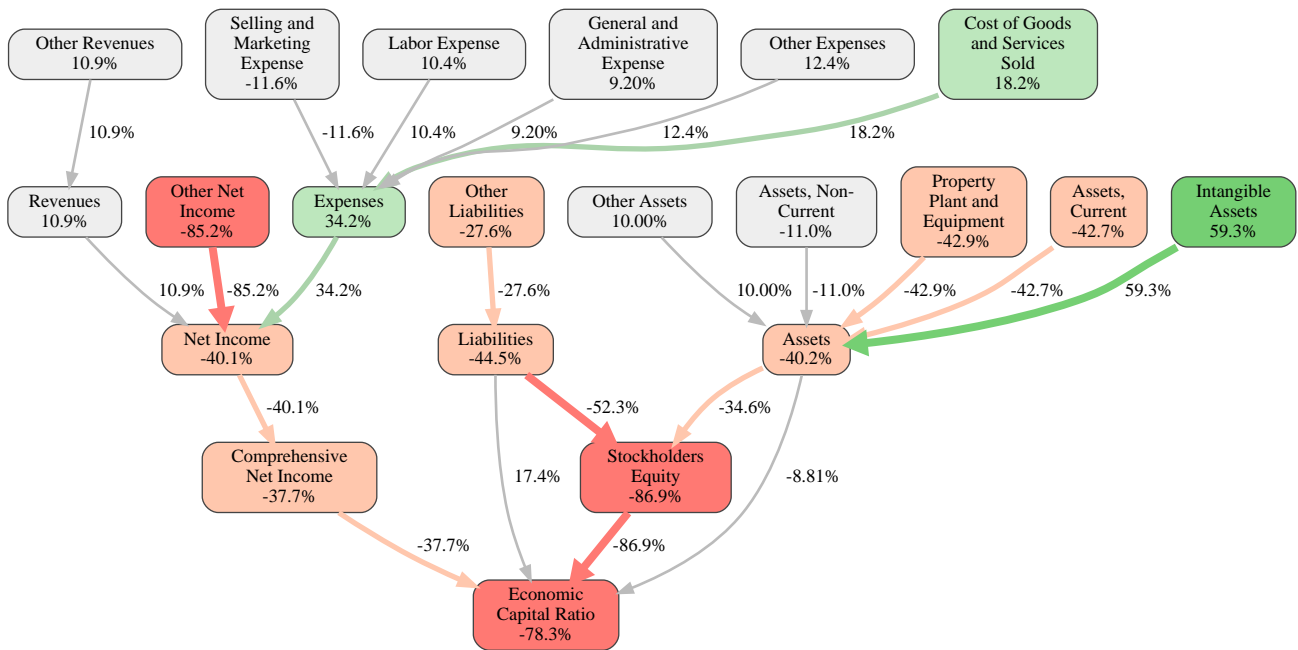 Other Revenues
10.9%
Selling and
Marketing
Expense
-11.6%
Labor Expense
10.4%
General and
Administrative
Expense
9.20%
Other Expenses
12.4%
Cost of Goods
and Services
Sold
18.2%
10.9%
-11.6%
10.4%
9.20%
12.4%
18.2%
Revenues
10.9%
Other Net
Income
-85.2%
Expenses
34.2%
Other
Liabilities
-27.6%
Other Assets
10.00%
Assets, Non-
Current
-11.0%
Property
Plant and
Equipment
-42.9%
Assets,
Current
-42.7%
Intangible
Assets
59.3%
10.9%
-85.2%
34.2%
-27.6%
10.00%
-11.0%
-42.9%
-42.7%
59.3%
Net Income
-40.1%
Liabilities
-44.5%
Assets
-40.2%
-40.1%
-52.3%
-34.6%
Comprehensive
Net Income
-37.7%
17.4%
Stockholders
Equity
-86.9%
-8.81%
-37.7%
-86.9%
Economic
Capital Ratio
-78.3%